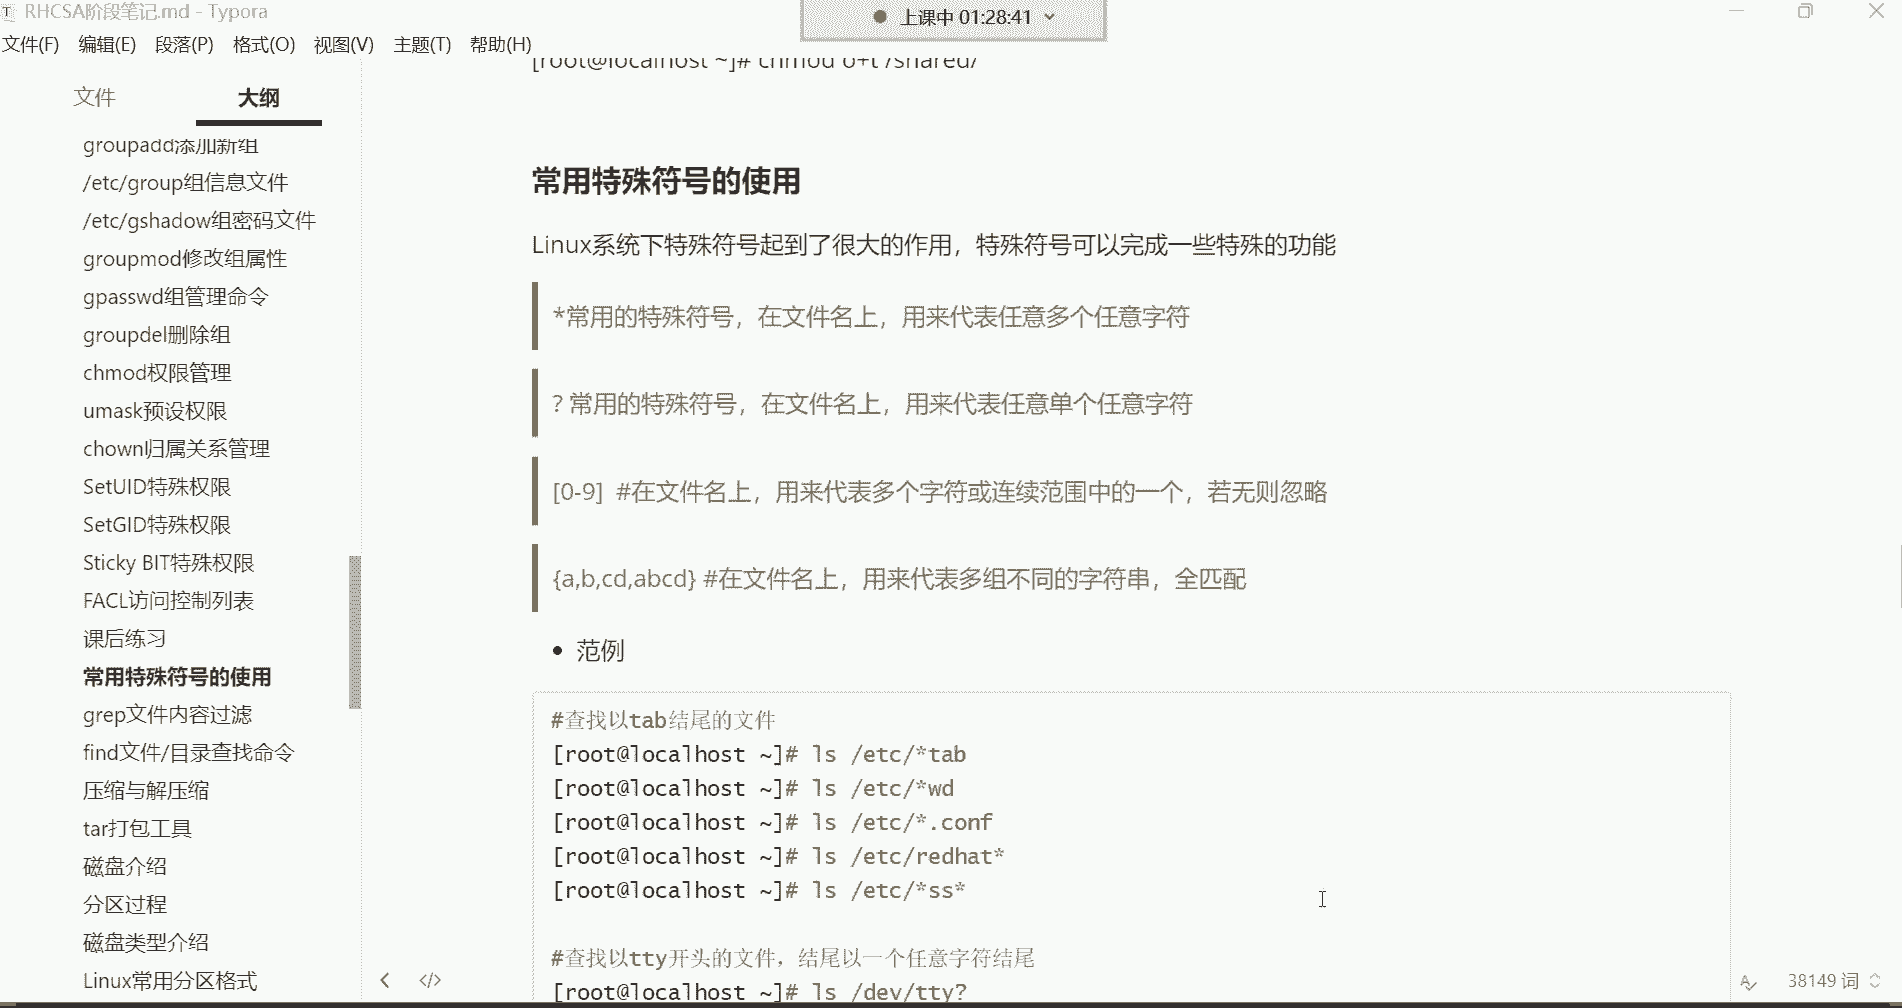 RHCSA阶段笔记.md - Typora
上课中 01:28:41
文件(F) 编辑(E) 段落(P) 格式(O) 视图(V) 主题(T) 帮助(H)
文件 大纲
groupadd添加新组
/etc/group组信息文件
/etc/gshadow组密码文件
groupmod修改组属性
gpasswd组管理命令
groupdel删除组
chmod权限管理
umask预设权限
chown归属关系管理
SetUID特殊权限
SetGID特殊权限
Sticky BIT特殊权限
FACL访问控制列表
课后练习
常用特殊符号的使用
grep文件内容过滤
find文件/目录查找命令
压缩与解压缩
tar打包工具
磁盘介绍
分区过程
磁盘类型介绍
Linux常用分区格式
[root@localhost ~]# chmod o+t /shared/
常用特殊符号的使用
Linux系统下特殊符号起到了很大的作用，特殊符号可以完成一些特殊的功能
*常用的特殊符号，在文件名上，用来代表任意多个任意字符
? 常用的特殊符号，在文件名上，用来代表任意单个任意字符
[0-9] #在文件名上，用来代表多个字符或连续范围中的一个，若无则忽略
{a,b,cd,abcd} #在文件名上，用来代表多组不同的字符串，全匹配
• 范例
#查找以tab结尾的文件
[root@localhost ~]# ls /etc/*tab
[root@localhost ~]# ls /etc/*wd
[root@localhost ~]# ls /etc/*.conf
[root@localhost ~]# ls /etc/redhat*
[root@localhost ~]# ls /etc/*ss*
#查找以tty开头的文件，结尾以一个任意字符结尾
[root@localhost ~]# ls /dev/tty?
38149 词